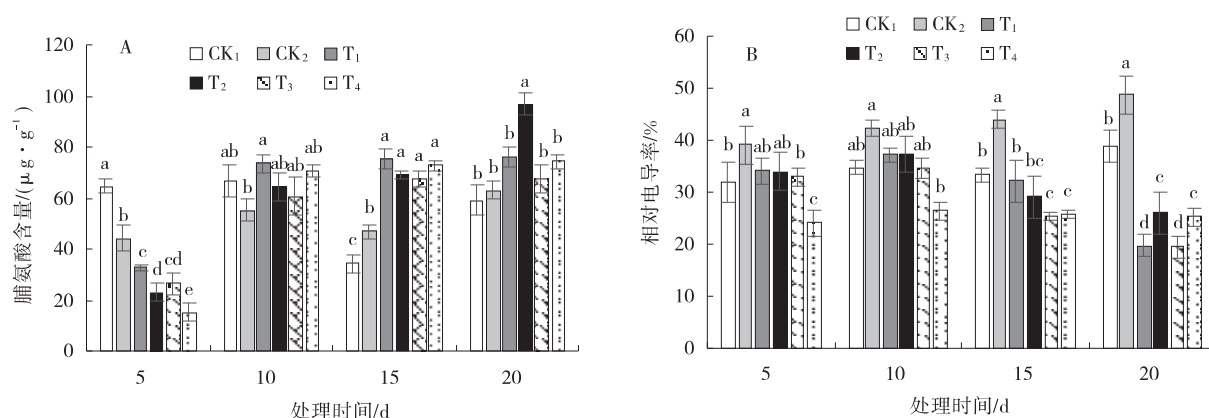 A
CK₁ CK₂ T₁
T₂ T₃ T₄
脯氨酸含量/(μg·g⁻¹)
120
100
80
60
40
20
0
a b c d cd e
ab b a ab ab ab
c b a a a a
b b b a b b
5 10 15 20
处理时间/d
B
CK₁ CK₂ T₁
T₂ T₃ T₄
相对电导率/%
60
50
40
30
20
10
0
b a ab ab b c
ab a ab ab ab b
b a b bc c c
b a d c d c
5 10 15 20
处理时间/d